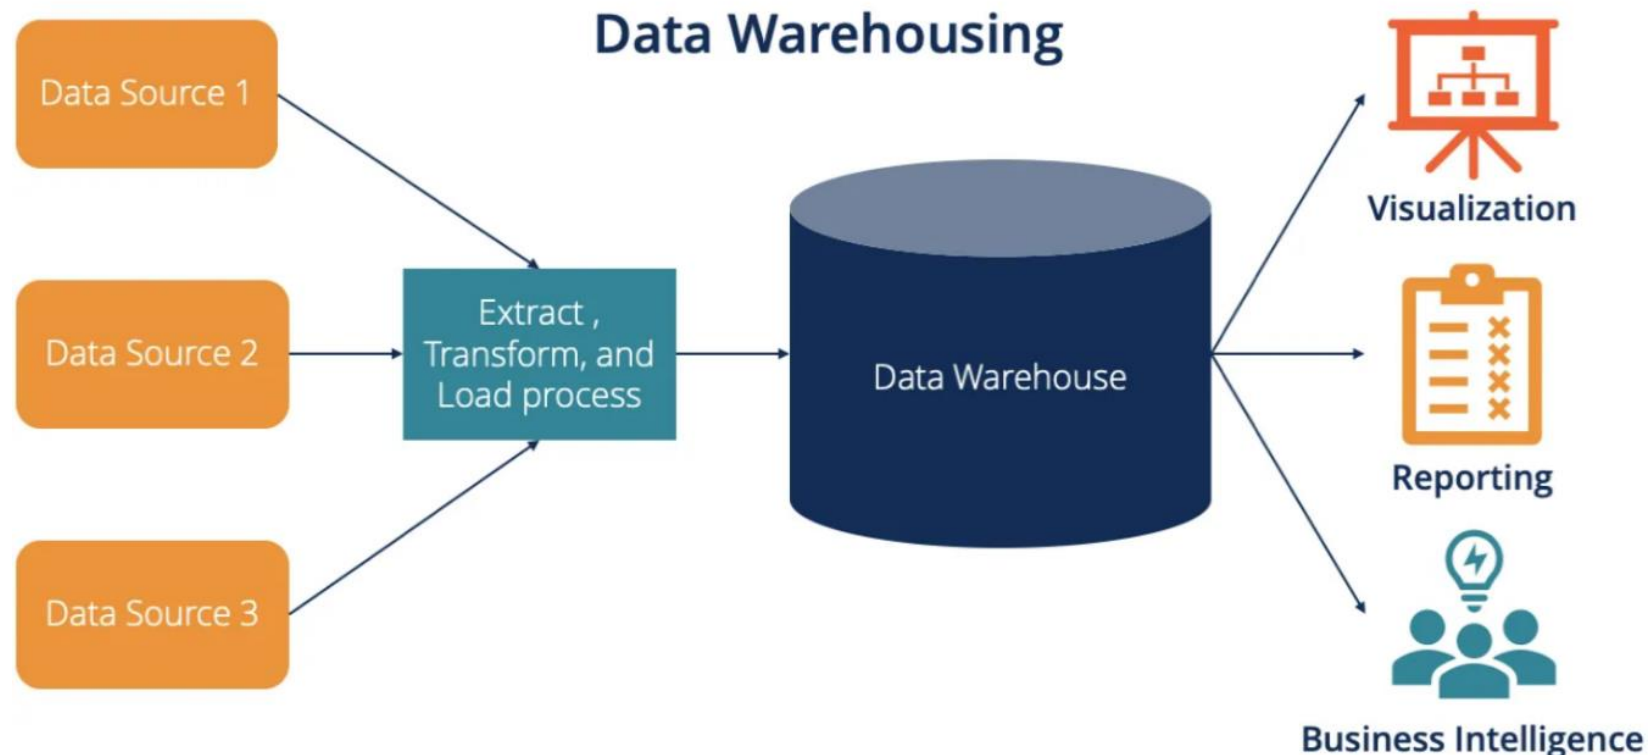 Data Warehousing
Data Source 1
Data Source 2
Data Source 3
Extract ,
Transform, and
Load process
Data Warehouse
Visualization
Reporting
Business Intelligence